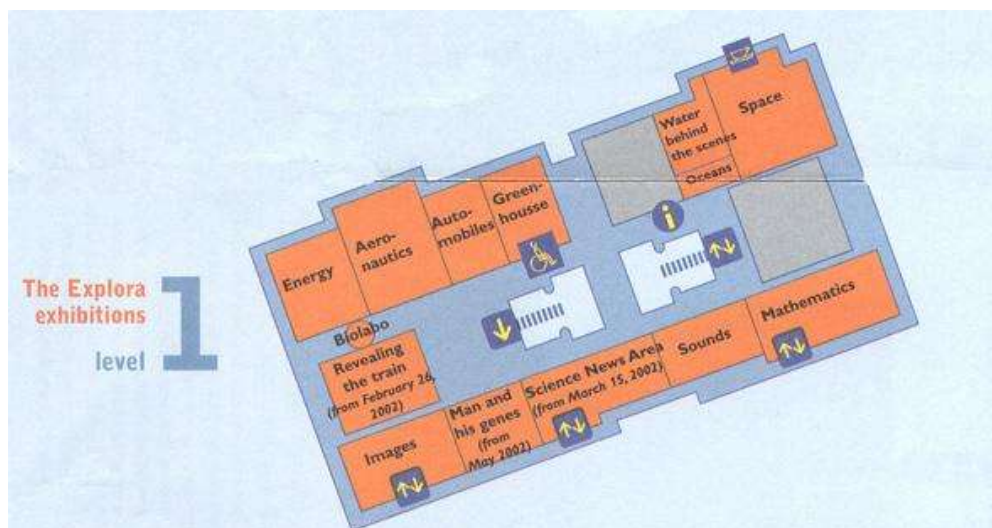 The Explora
exhibitions
level
1
Energy
Aero-
nautics
Auto-
mobiles
Green-
housse
Water
behind
the scenes
Oceans
Space
Biolabo
Revealing
the train
(from February 26,
2002)
Images
Man and
his genes
(from
May 2002)
Science News Area
(from March 15, 2002)
Sounds
Mathematics
i